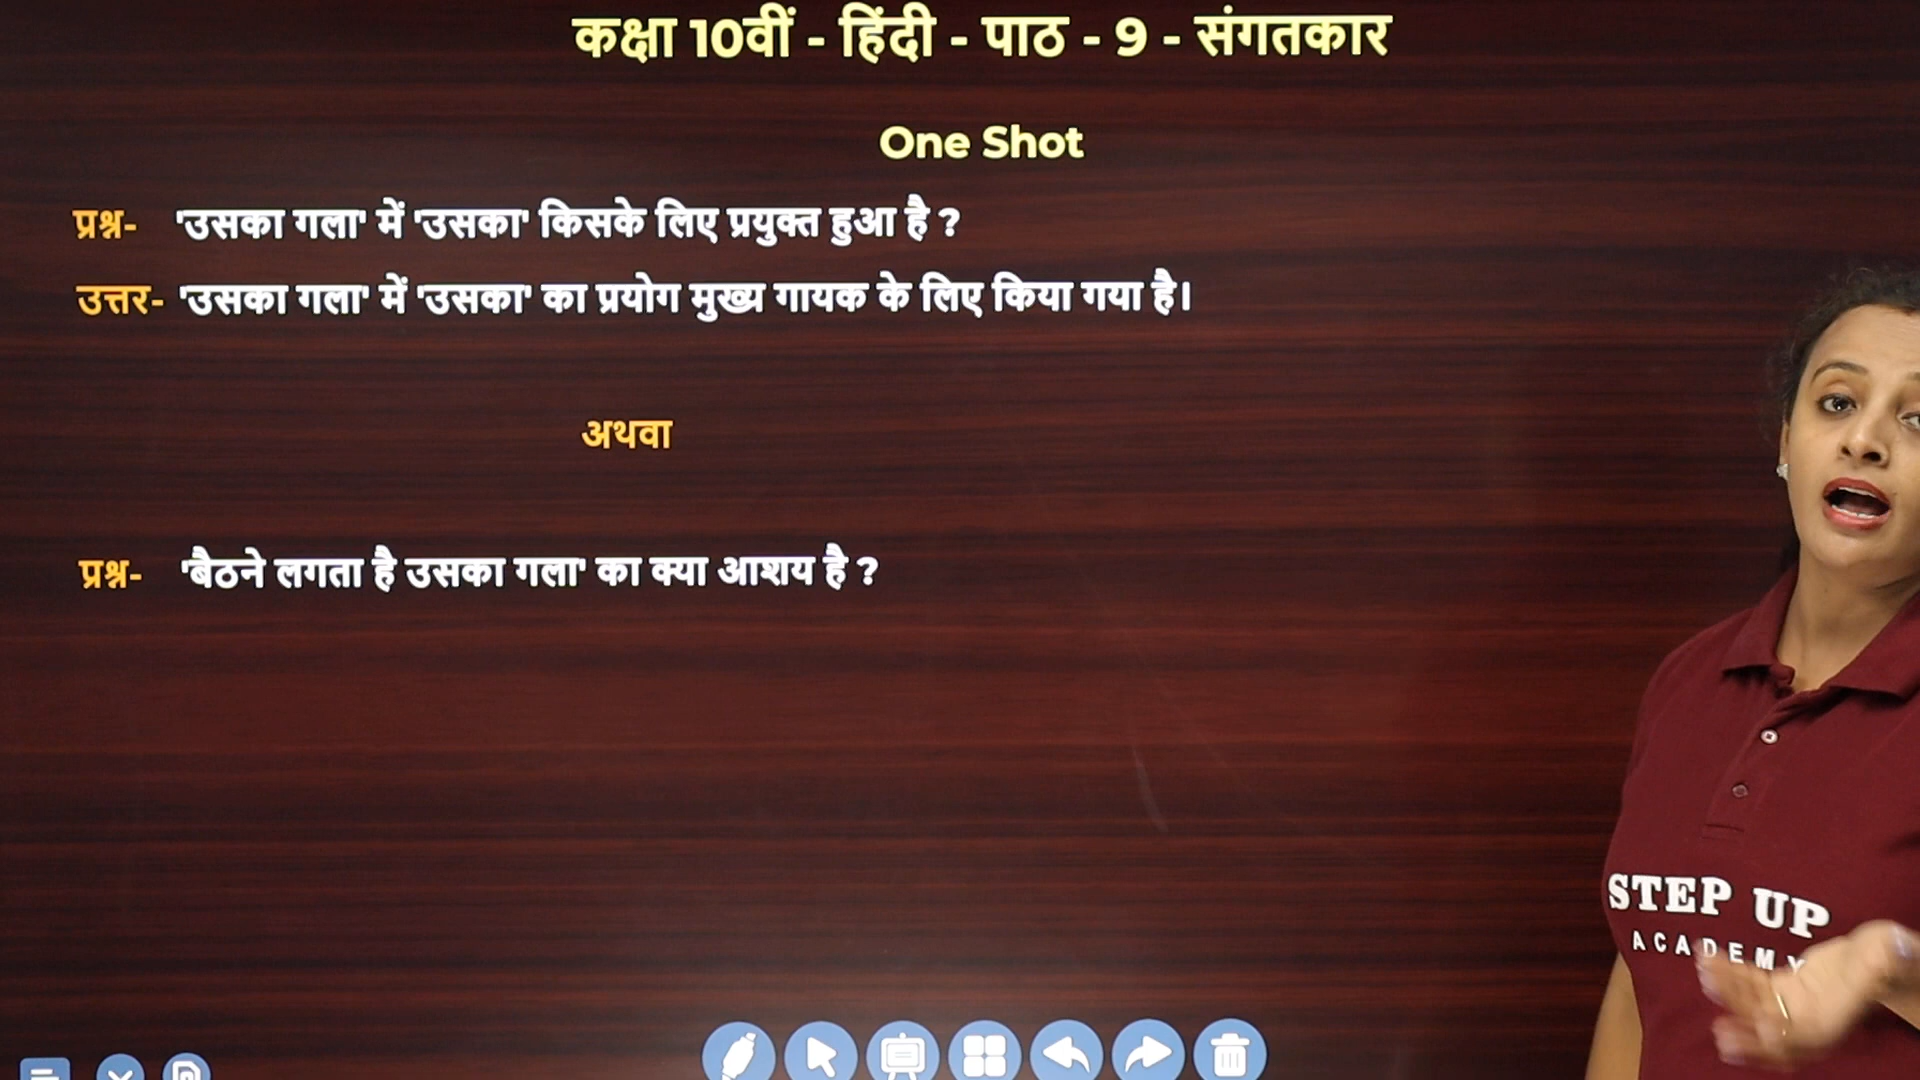 कक्षा 10वीं - हिंदी - पाठ - 9 - संगतकार
One Shot
प्रश्न- 'उसका गला' में 'उसका' किसके लिए प्रयुक्त हुआ है ?
उत्तर- 'उसका गला' में 'उसका' का प्रयोग मुख्य गायक के लिए किया गया है।
अथवा
प्रश्न- 'बैठने लगता है उसका गला' का क्या आशय है ?
STEP UP
ACADEMY